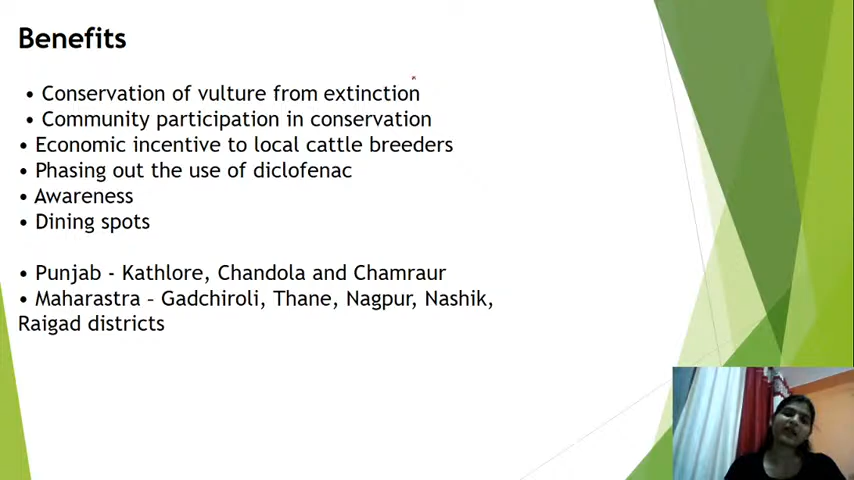 Benefits
• Conservation of vulture from extinction
• Community participation in conservation
• Economic incentive to local cattle breeders
• Phasing out the use of diclofenac
• Awareness
• Dining spots
• Punjab - Kathlore, Chandola and Chamraur
• Maharastra – Gadchiroli, Thane, Nagpur, Nashik,
Raigad districts